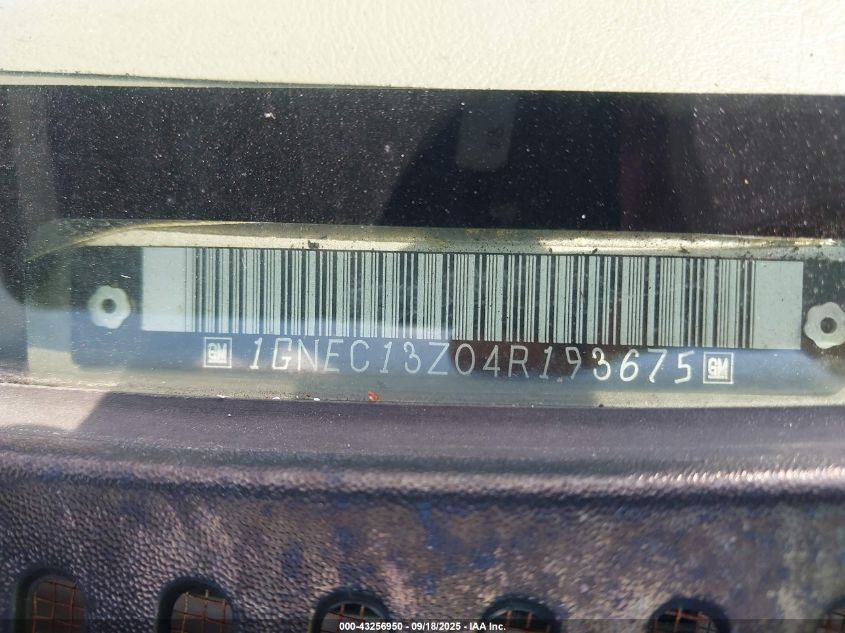 GM 1GNEC13Z04R193675 GM
000-43256950 - 09/18/2025 - IAA Inc.